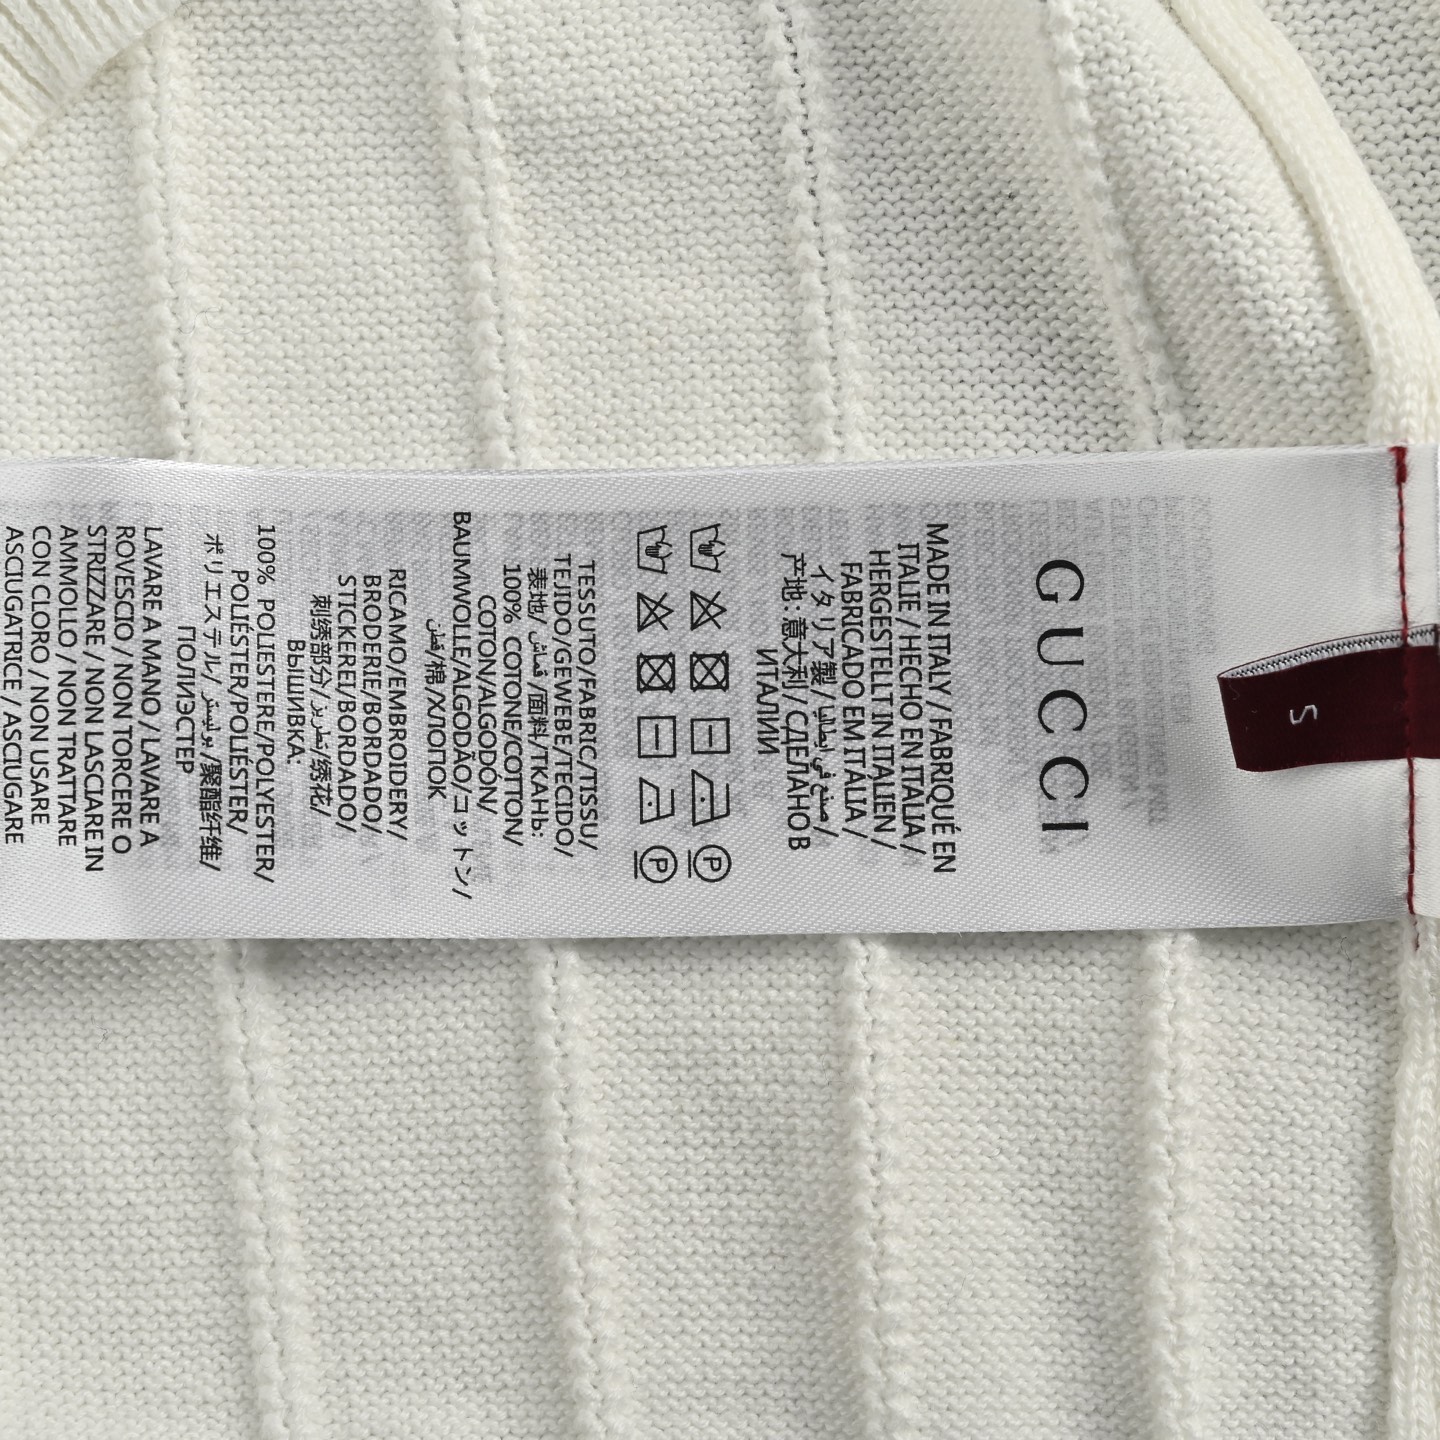 GUCCI
MADE IN ITALY / FABRIQUÉ EN
ITALIE / HECHO EN ITALIA /
HERGESTELLT IN ITALIEN /
FABRICADO EM ITÁLIA /
イタリア製 / صنع في ايطاليا /
产地:意大利 / СДЕЛАНО В
ИТАЛИИ
P
P
TESSUTO/FABRIC/TISSU/
TEJIDO/GEWEBE/TECIDO/
表地/ قماش /面料/ТКАНЬ:
100% COTONE/COTTON/
COTON/ALGODÓN/
BAUMWOLLE/ALGODÃO/コットン/
قطن /棉/ХЛОПОК
RICAMO/EMBROIDERY/
BRODERIE/BORDADO/
STICKEREI/BORDADO/
刺绣部分/ تطريز /绣花/
ВЫШИВКА:
100% POLIESTERE/POLYESTER/
POLIÉSTER/POLIÉSTER/
ポリエステル/ بوليستر /聚酯纤维/
ПОЛИЭСТЕР
LAVARE A MANO / LAVARE A
ROVESCIO / NON TORCERE O
STRIZZARE / NON LASCIARE IN
AMMOLLO / NON TRATTARE
CON CLORO / NON USARE
ASCIUGATRICE / ASCIUGARE
S